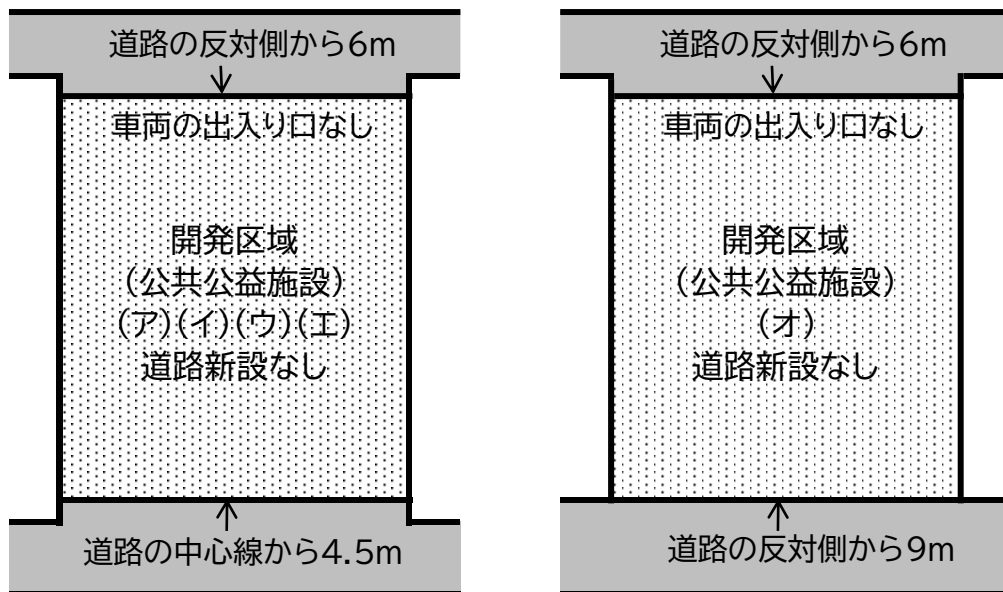 道路の反対側から6m
車両の出入り口なし
開発区域
(公共公益施設)
(ア)(イ)(ウ)(エ)
道路新設なし
道路の中心線から4.5m
道路の反対側から6m
車両の出入り口なし
開発区域
(公共公益施設)
(オ)
道路新設なし
道路の反対側から9m